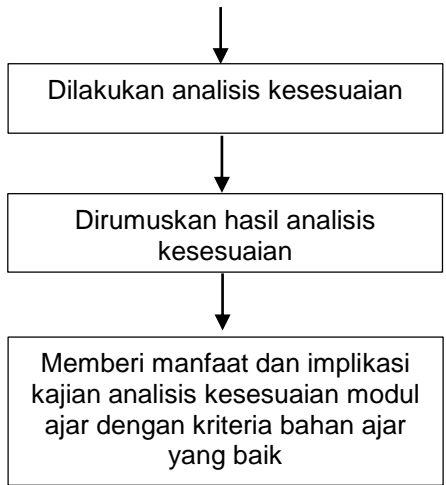 Dilakukan analisis kesesuaian
Dirumuskan hasil analisis
kesesuaian
Memberi manfaat dan implikasi
kajian analisis kesesuaian modul
ajar dengan kriteria bahan ajar
yang baik